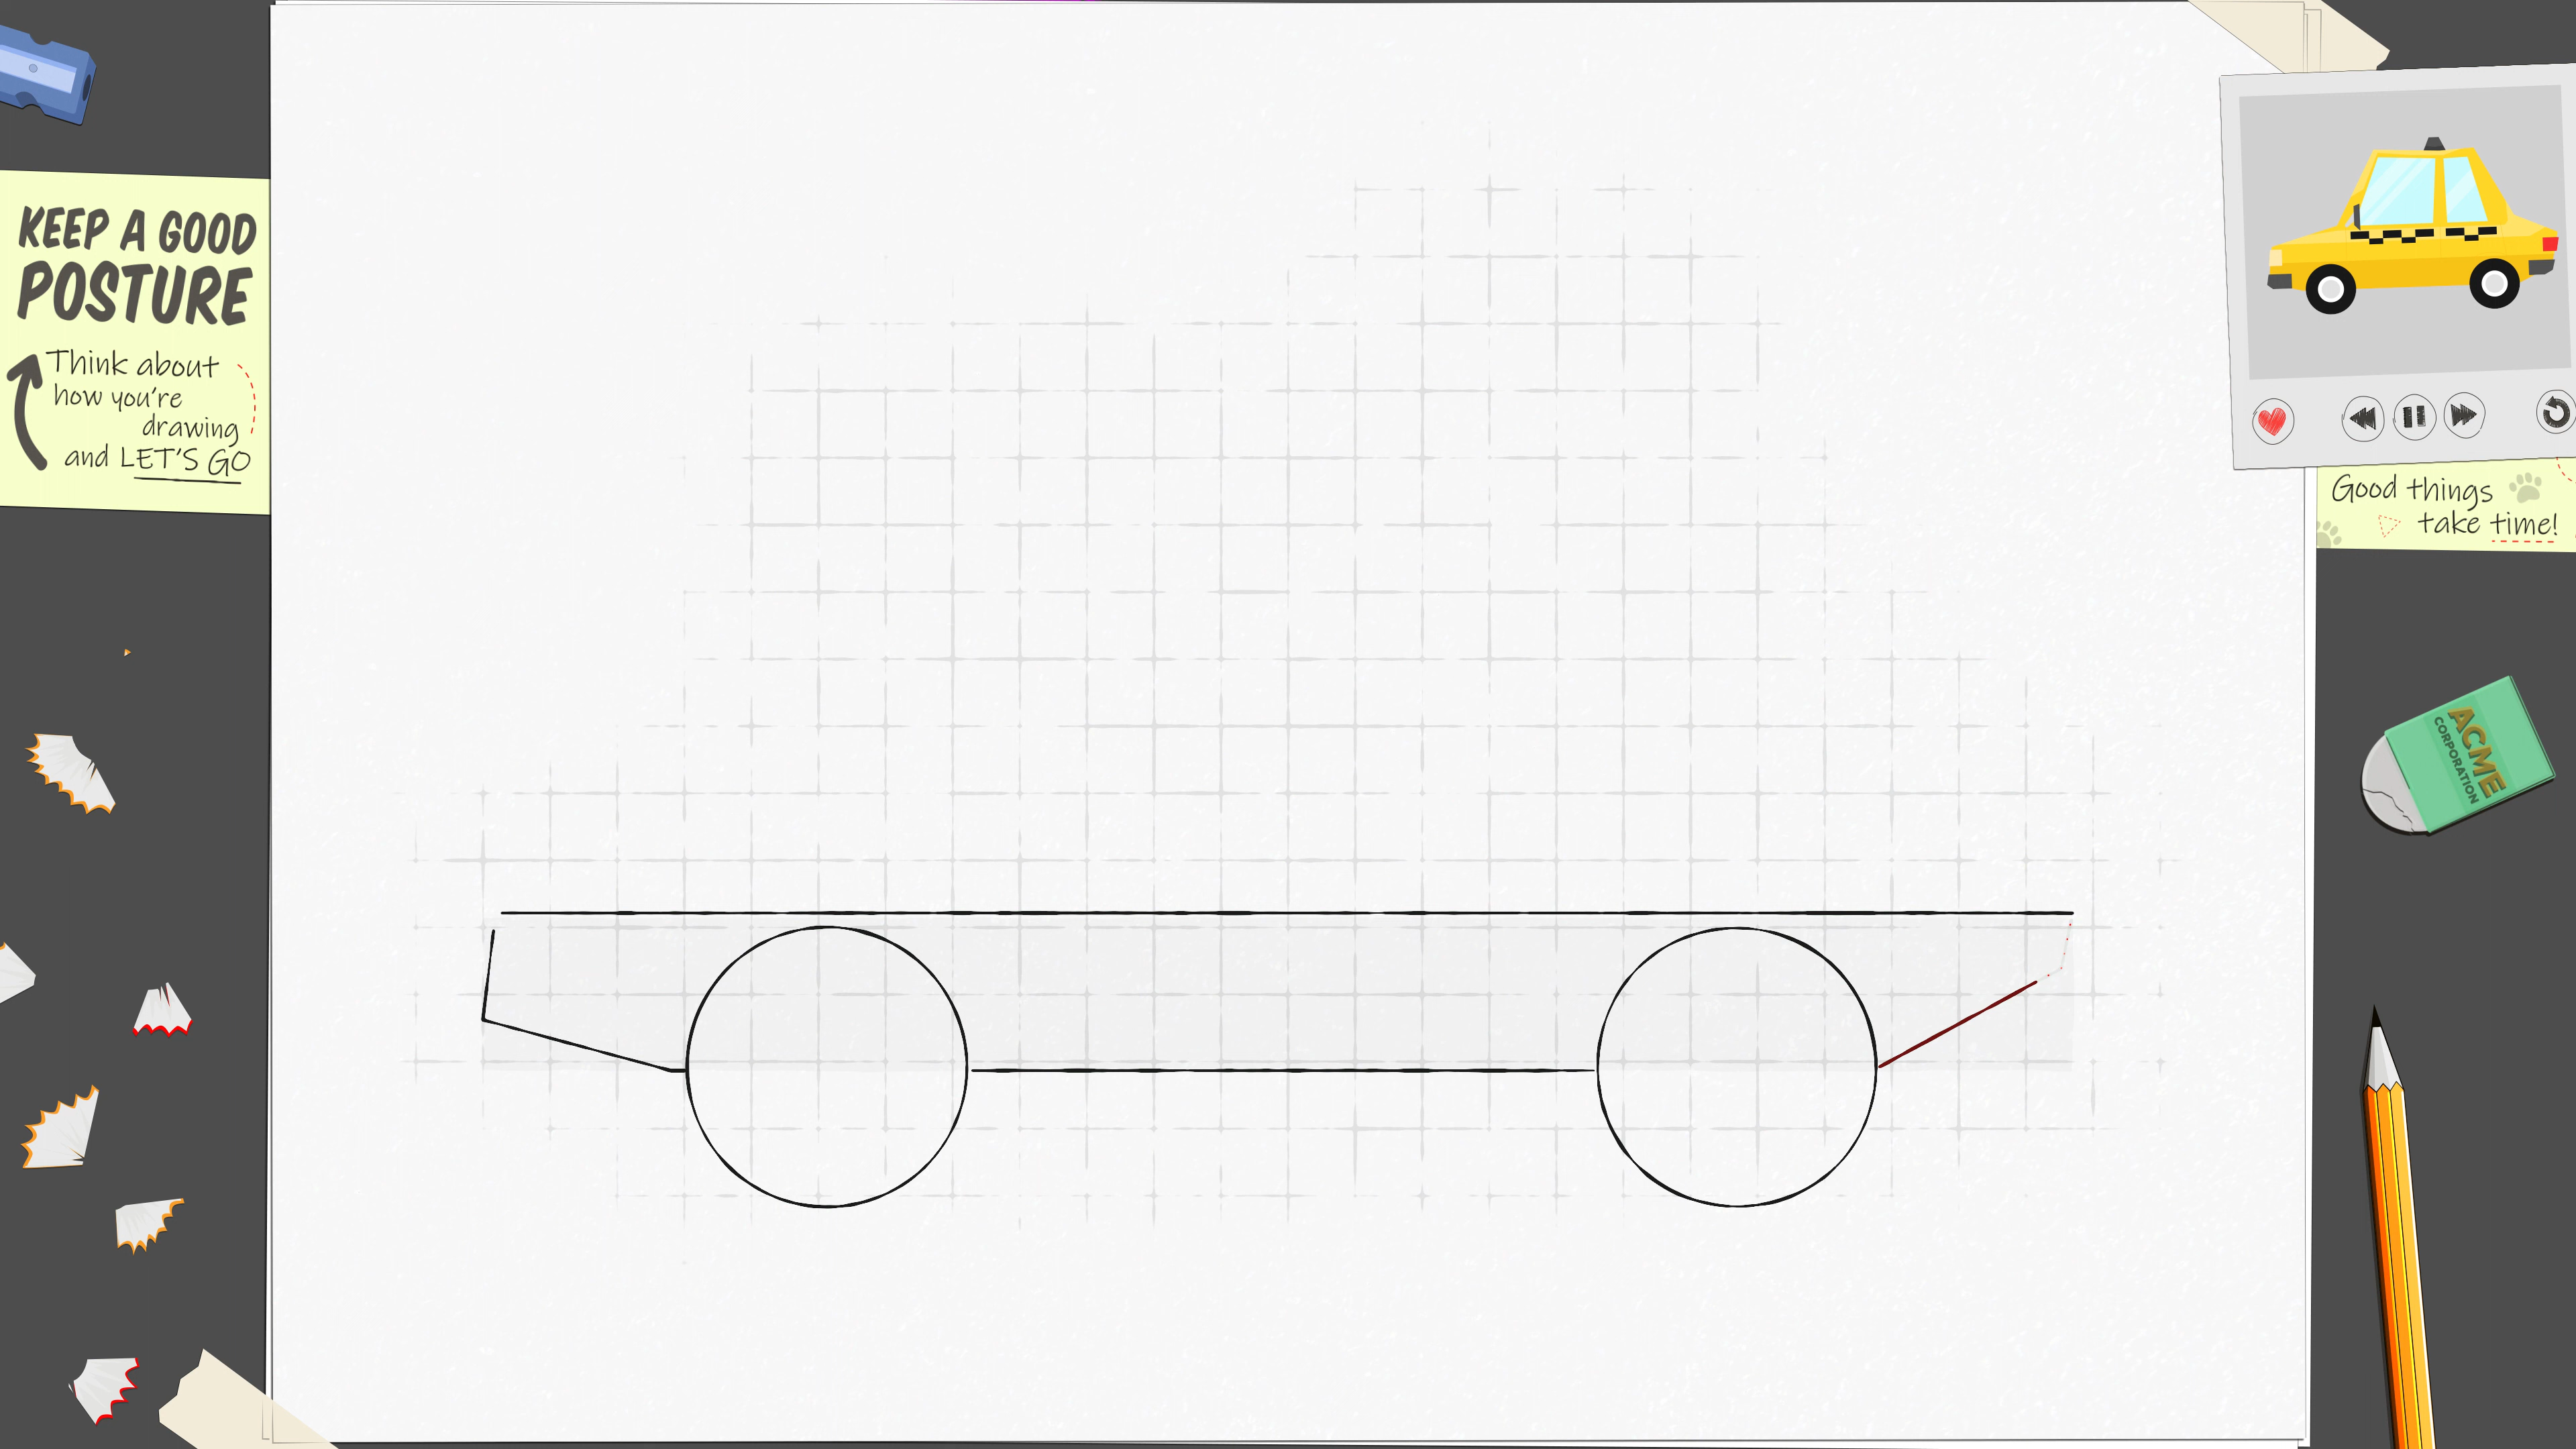 KEEP A GOOD
POSTURE
Think about
how you're
drawing
and LET'S GO
Good things
take time!
ACME
CORPORATION